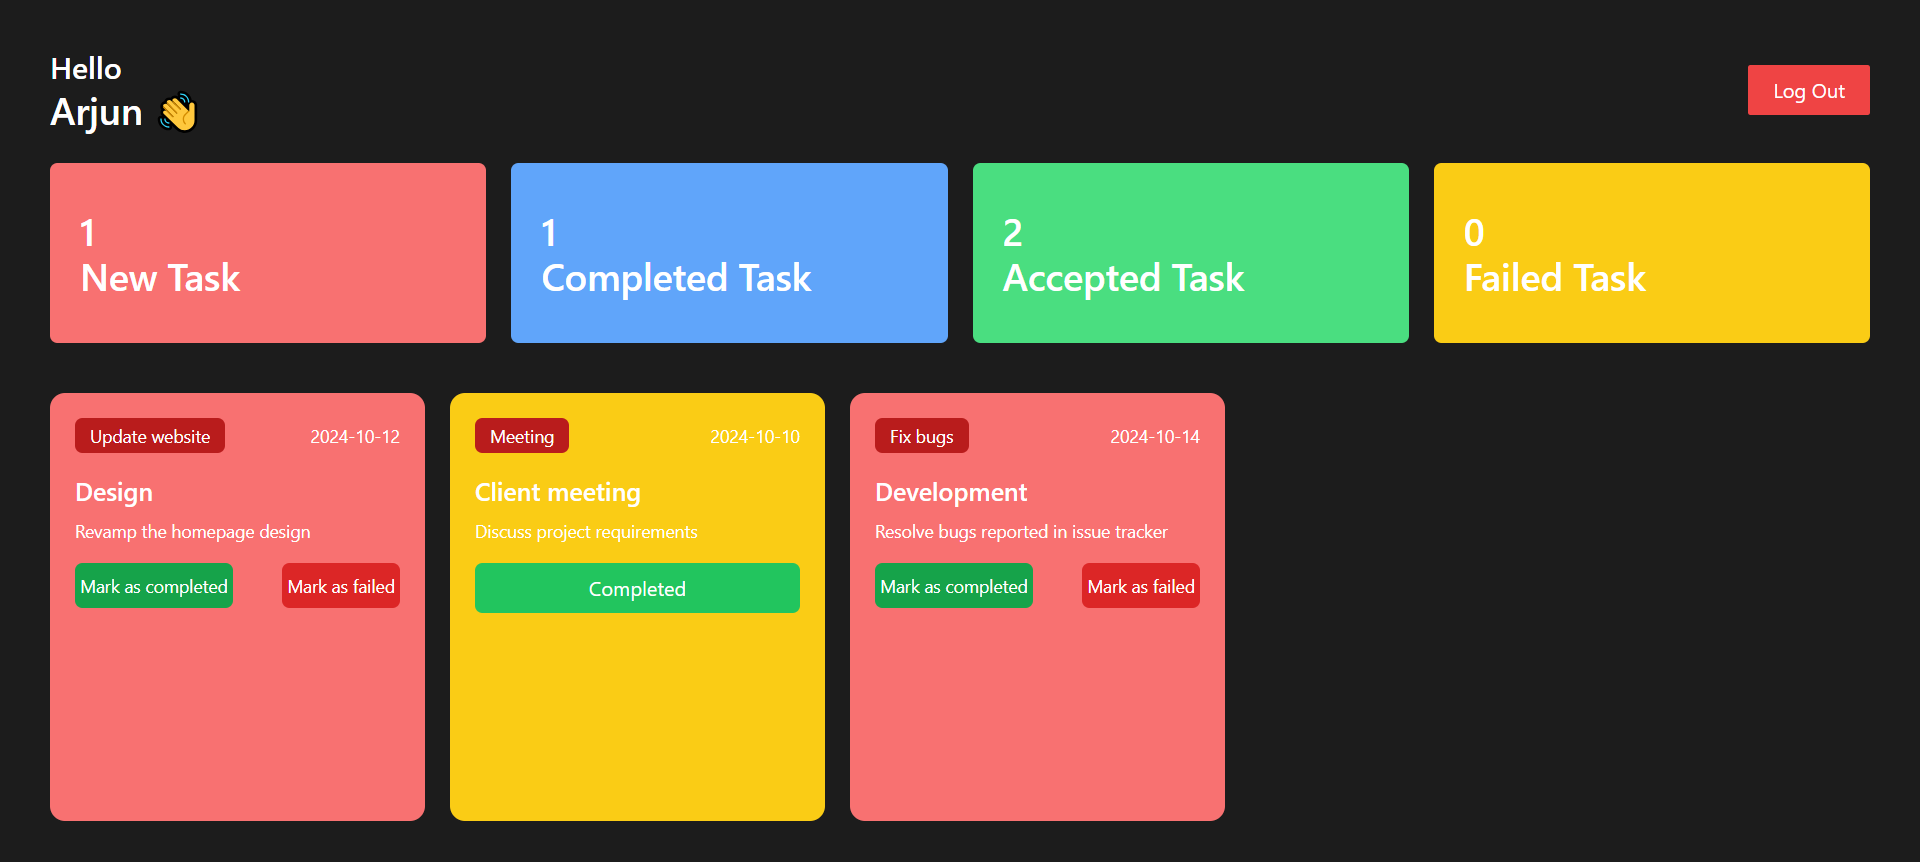 Hello
Arjun 👋
Log Out
1
New Task
1
Completed Task
2
Accepted Task
0
Failed Task
Update website
2024-10-12
Design
Revamp the homepage design
Mark as completed
Mark as failed
Meeting
2024-10-10
Client meeting
Discuss project requirements
Completed
Fix bugs
2024-10-14
Development
Resolve bugs reported in issue tracker
Mark as completed
Mark as failed